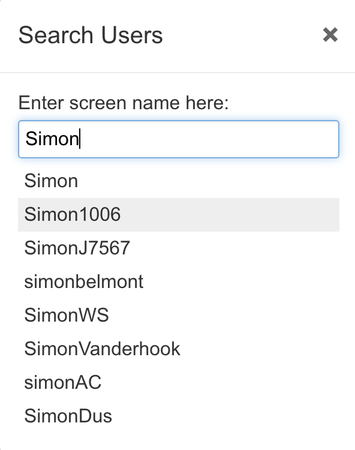 Search Users
Enter screen name here:
Simon
Simon
Simon1006
SimonJ7567
simonbelmont
SimonWS
SimonVanderhook
simonAC
SimonDus